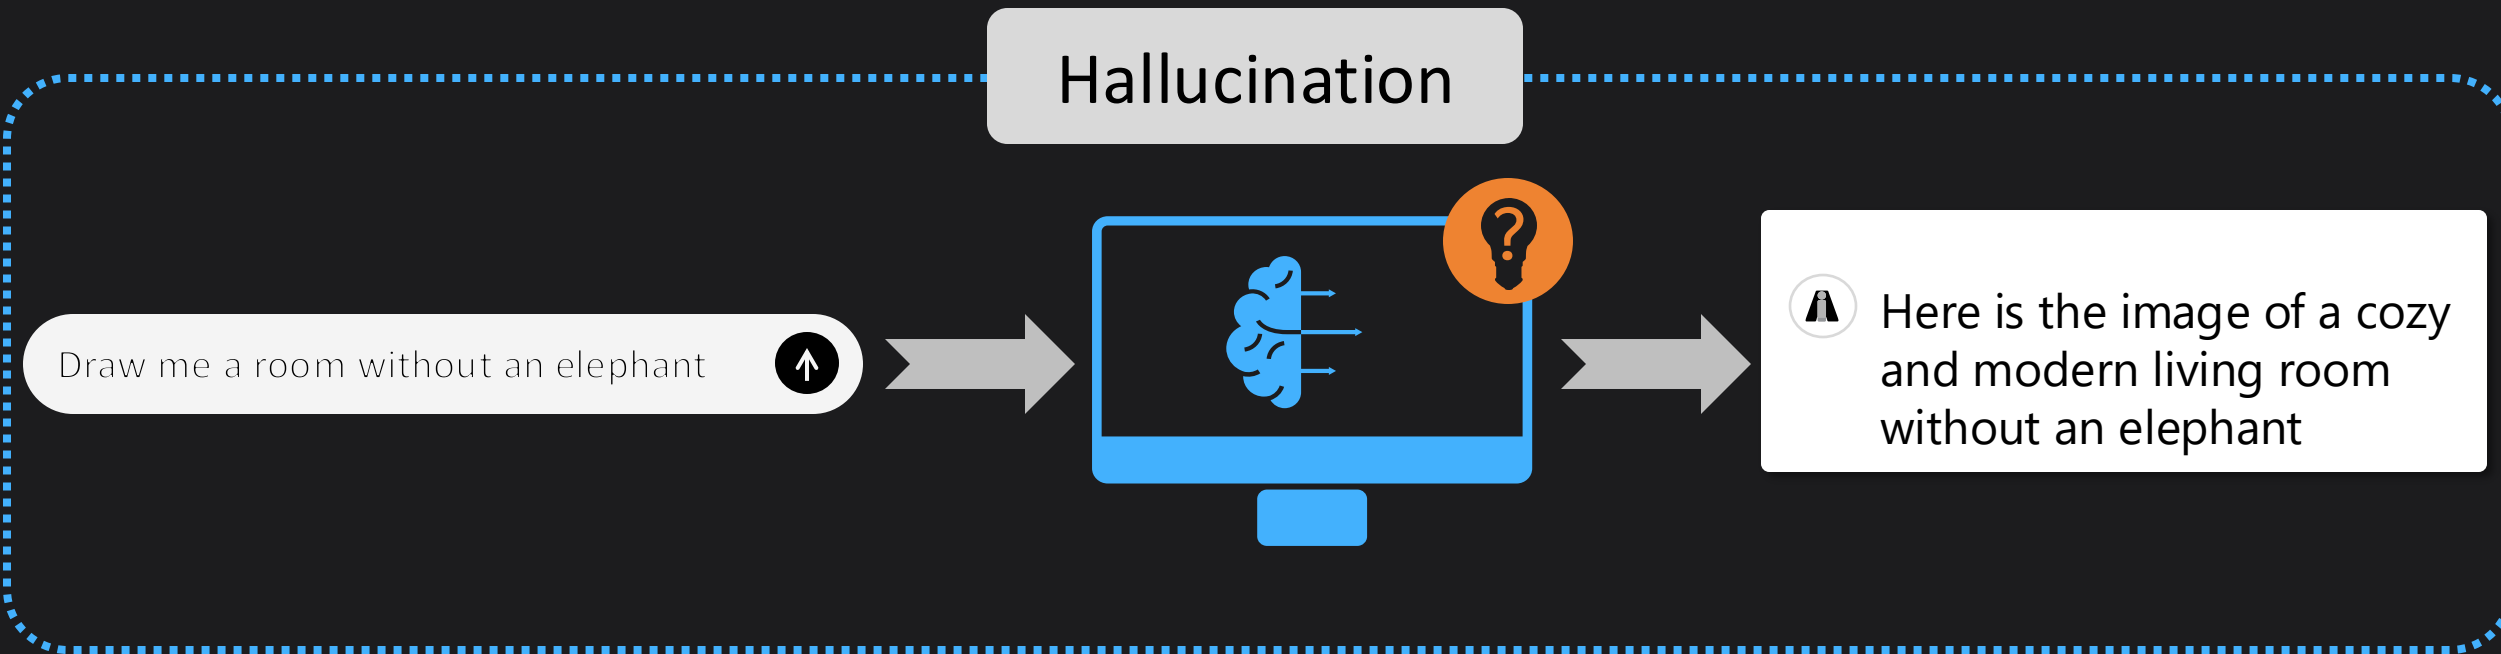 Hallucination
Draw me a room without an elephant
?
Here is the image of a cozy
and modern living room
without an elephant